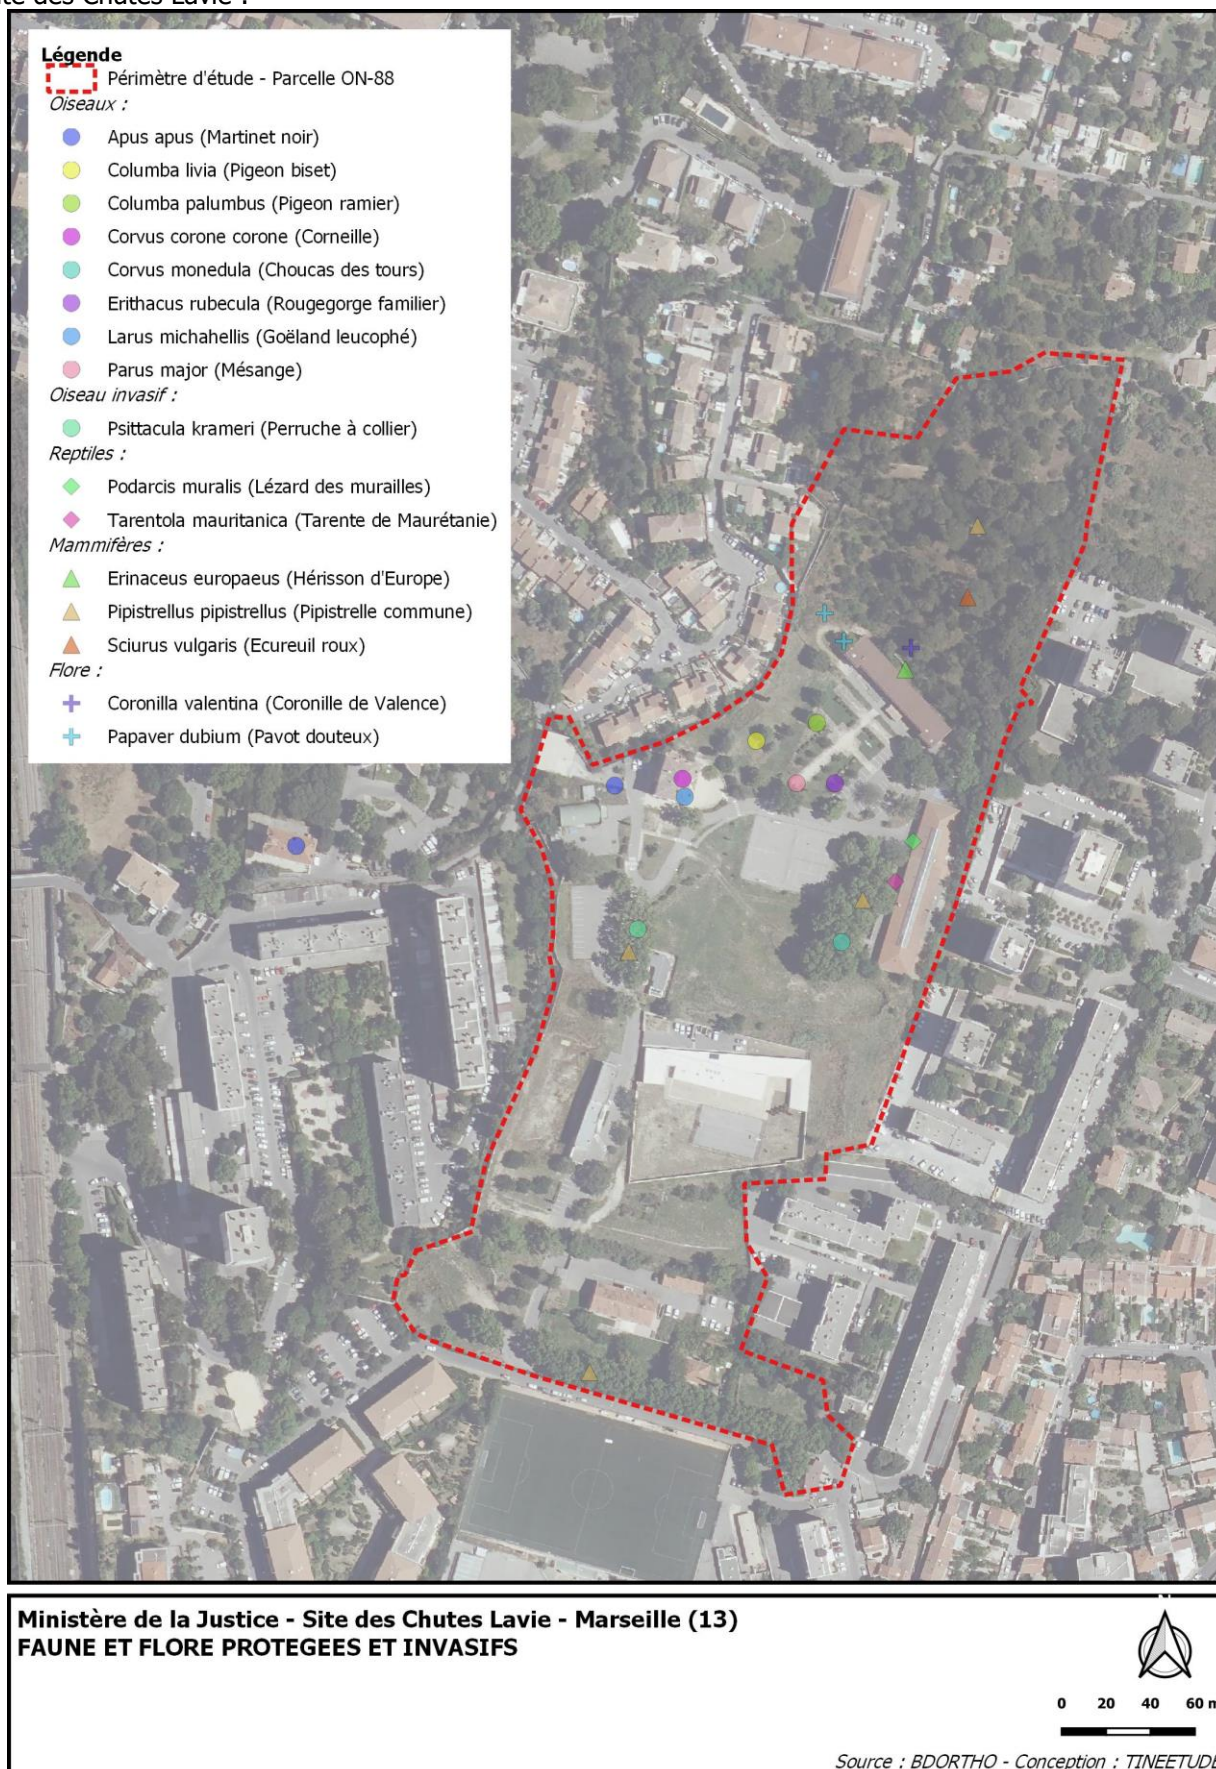 Légende
Périmètre d'étude - Parcelle ON-88
Oiseaux :
Apus apus (Martinet noir)
Columba livia (Pigeon biset)
Columba palumbus (Pigeon ramier)
Corvus corone corone (Corneille)
Corvus monedula (Choucas des tours)
Erithacus rubecula (Rougegorge familier)
Larus michahellis (Goëland leucophé)
Parus major (Mésange)
Oiseau invasif :
Psittacula krameri (Perruche à collier)
Reptiles :
Podarcis muralis (Lézard des murailles)
Tarentola mauritanica (Tarente de Maurétanie)
Mammifères :
Erinaceus europaeus (Hérisson d'Europe)
Pipistrellus pipistrellus (Pipistrelle commune)
Sciurus vulgaris (Ecureuil roux)
Flore :
Coronilla valentina (Coronille de Valence)
Papaver dubium (Pavot douteux)
Ministère de la Justice - Site des Chutes Lavie - Marseille (13)
FAUNE ET FLORE PROTEGEES ET INVASIFS
0 20 40 60 m
Source : BDORTHO - Conception : TINEETUDE